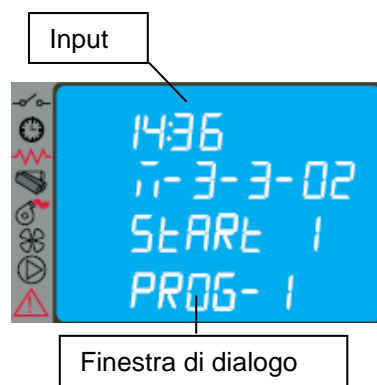 Input
14:36
n-3-3-02
StARt 1
PROG-1
Finestra di dialogo